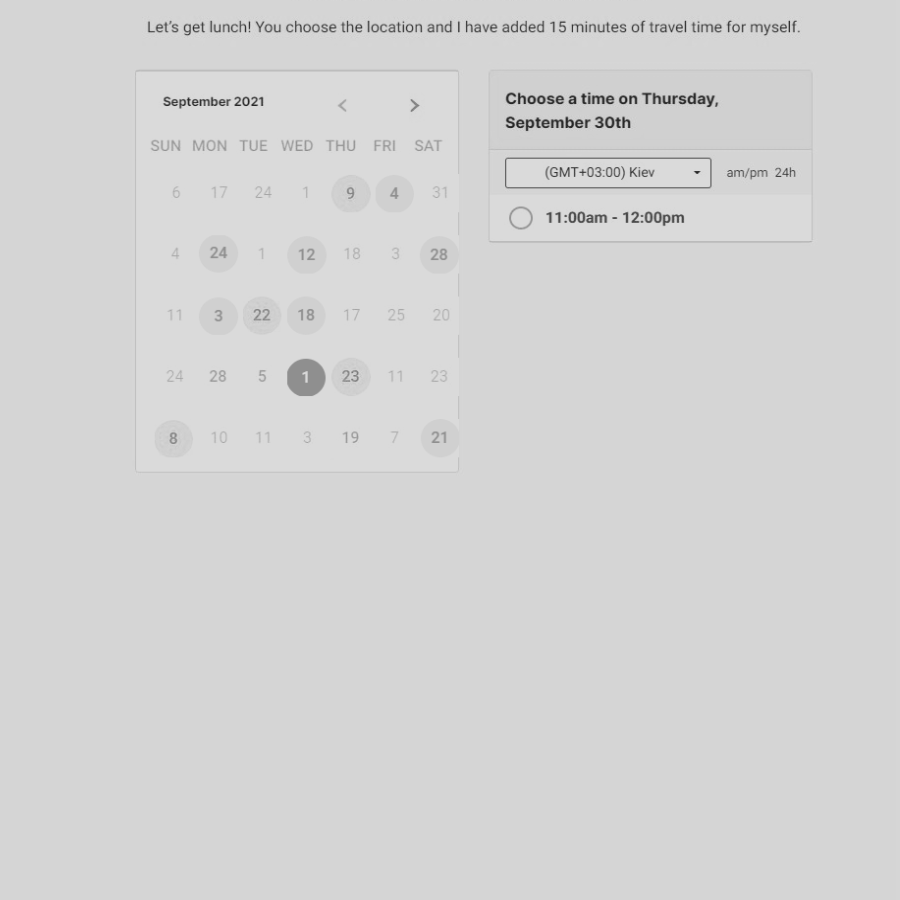 Let's get lunch! You choose the location and I have added 15 minutes of travel time for myself.
September 2021
SUN MON TUE WED THU FRI SAT
6 17 24 1 9 4 31
4 24 1 12 18 3 28
11 3 22 18 17 25 20
24 28 5 1 23 11 23
8 10 11 3 19 7 21
Choose a time on Thursday,
September 30th
(GMT+03:00) Kiev am/pm 24h
11:00am - 12:00pm